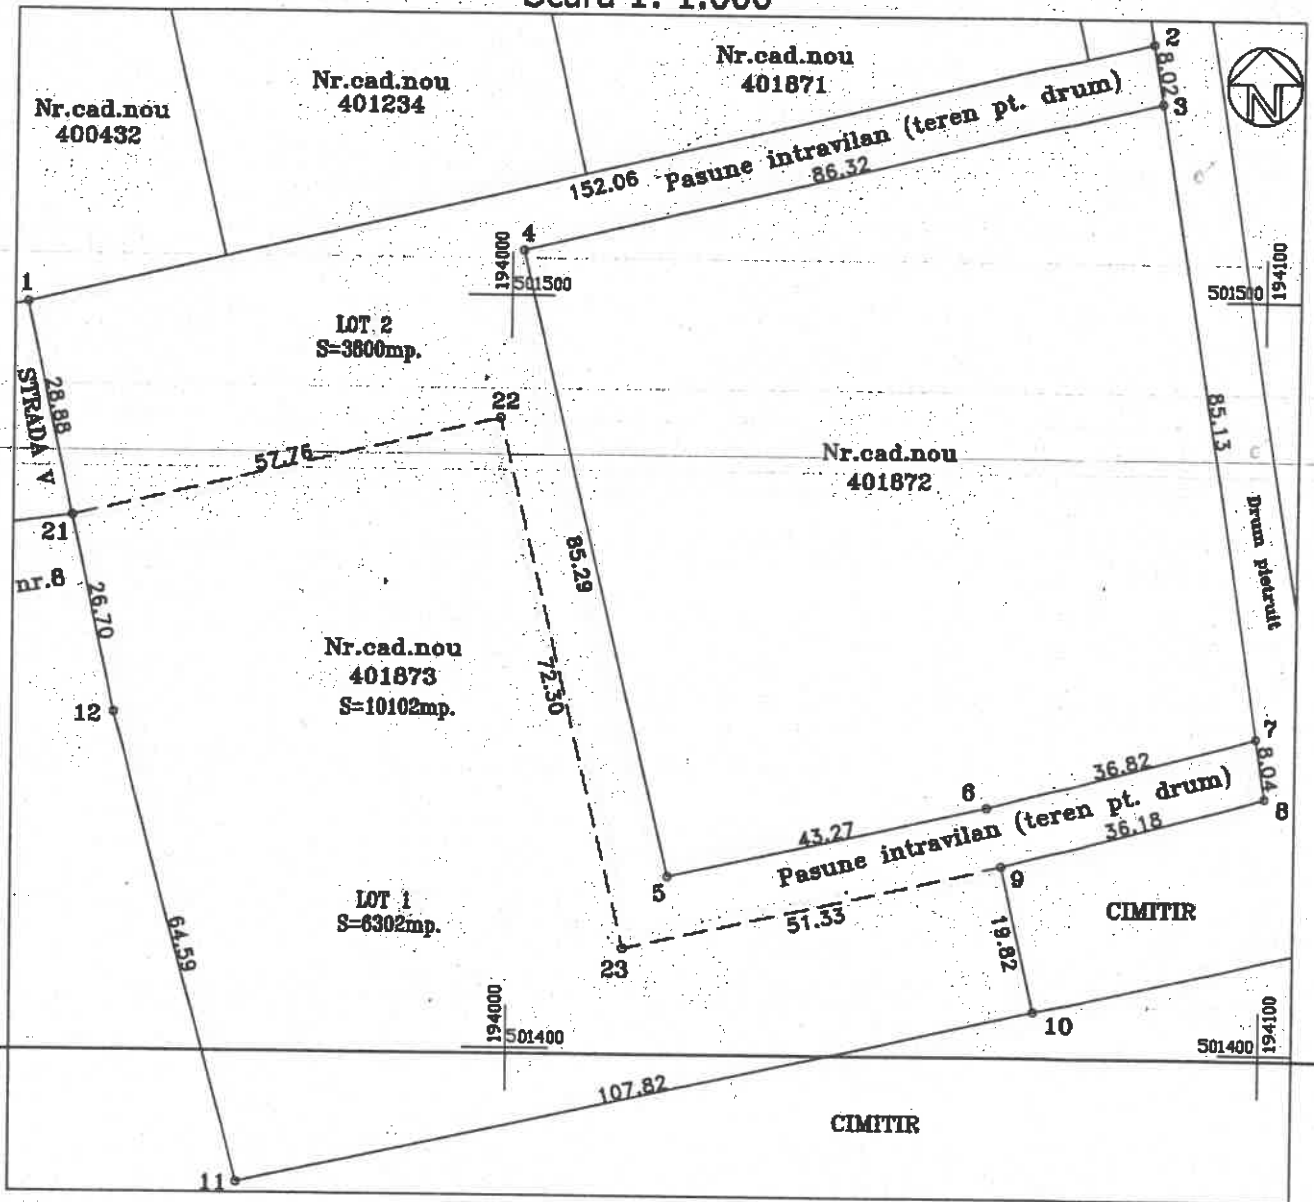 Scara 1: 1.000
Nr.cad.nou
400432
Nr.cad.nou
401234
Nr.cad.nou
401871
2
8.02
3
N
152.06
Pasune intravilan (teren pt. drum)
86.32
4
194000
501500
194100
501500
1
LOT 2
S=3800mp.
STRADA V
28.88
22
57.76
21
nr.8
26.70
85.29
Nr.cad.nou
401872
85.13
Drum pietruit
Nr.cad.nou
401873
S=10102mp.
72.30
12
7
8.04
36.82
6
8
43.27
Pasune intravilan (teren pt. drum)
36.18
5
9
CIMITIR
LOT 1
S=6302mp.
51.33
19.82
64.59
23
194000
501400
10
194100
501400
107.82
CIMITIR
11